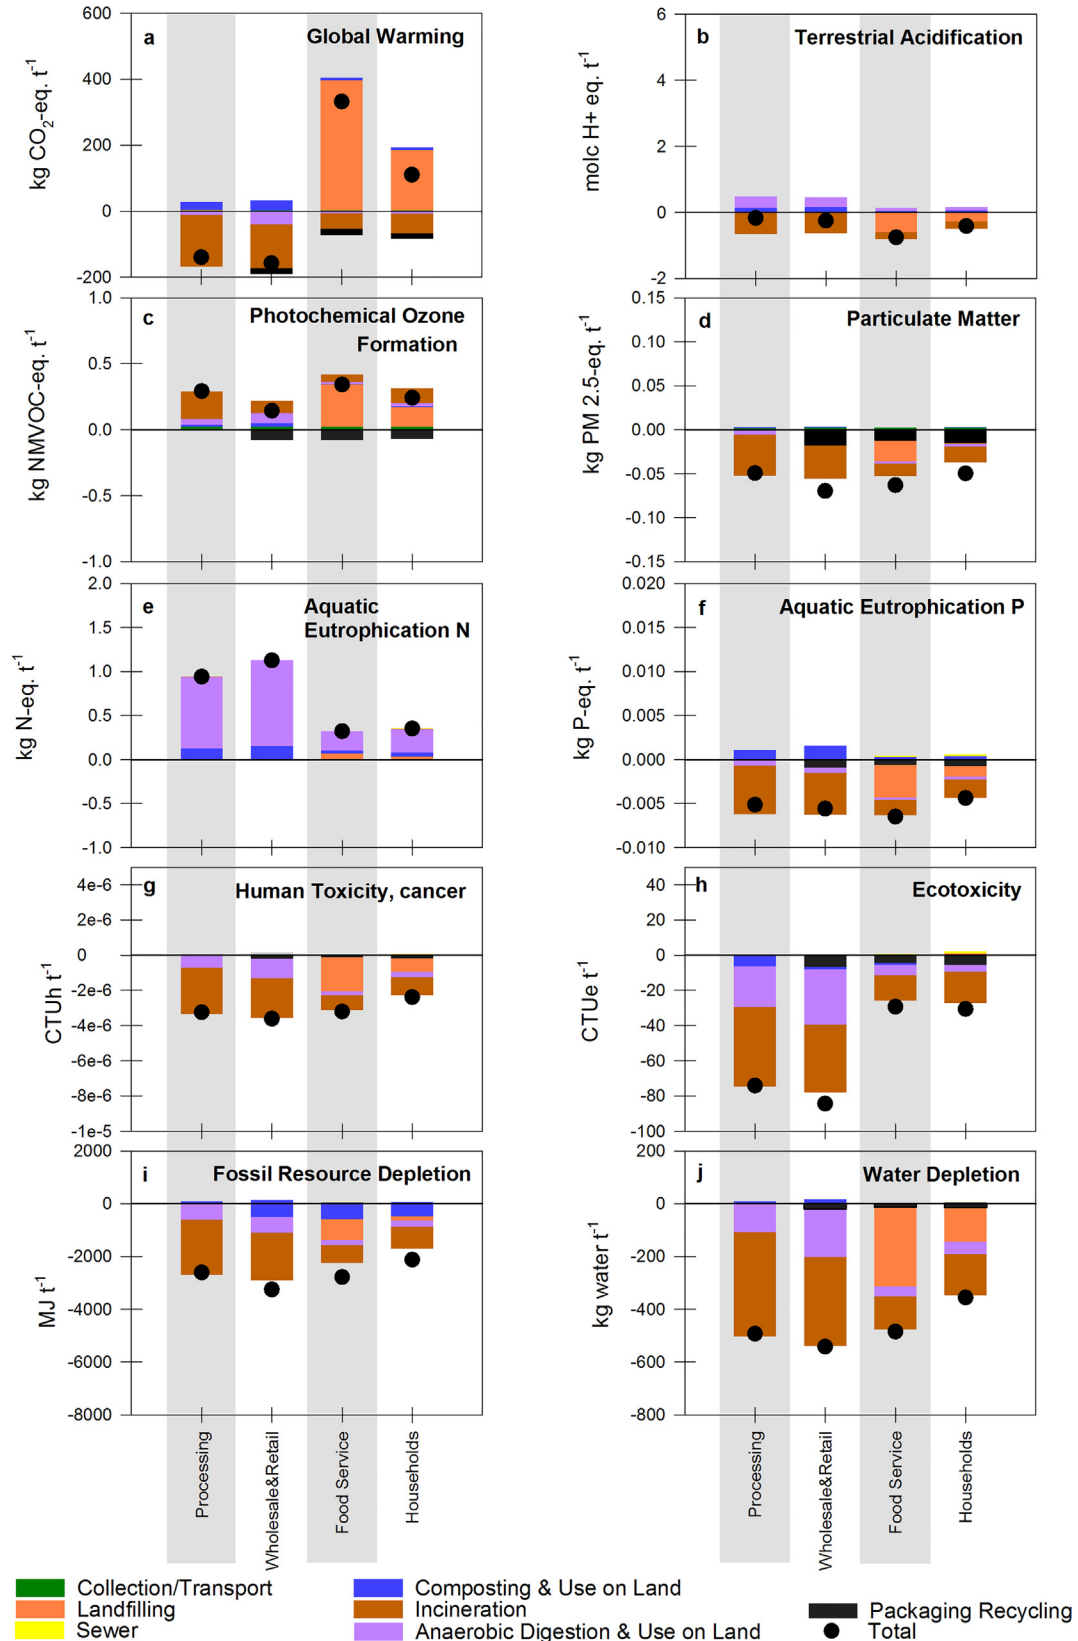 a
Global Warming
kg CO₂-eq. t⁻¹
600
400
200
0
-200
b
Terrestrial Acidification
molc H+ eq. t⁻¹
6
4
2
0
-2
c
Photochemical Ozone
Formation
kg NMVOC-eq. t⁻¹
1.0
0.5
0.0
-0.5
-1.0
d
Particulate Matter
kg PM 2.5-eq. t⁻¹
0.15
0.10
0.05
0.00
-0.05
-0.10
-0.15
e
Aquatic
Eutrophication N
kg N-eq. t⁻¹
2.0
1.5
1.0
0.5
0.0
-0.5
-1.0
f
Aquatic Eutrophication P
kg P-eq. t⁻¹
0.020
0.015
0.010
0.005
0.000
-0.005
-0.010
g
Human Toxicity, cancer
CTUh t⁻¹
4e-6
2e-6
0
-2e-6
-4e-6
-6e-6
-8e-6
-1e-5
h
Ecotoxicity
CTUe t⁻¹
40
20
0
-20
-40
-60
-80
-100
i
Fossil Resource Depletion
MJ t⁻¹
2000
0
-2000
-4000
-6000
-8000
j
Water Depletion
kg water t⁻¹
200
0
-200
-400
-600
-800
Processing
Wholesale&Retail
Food Service
Households
Processing
Wholesale&Retail
Food Service
Households
Collection/Transport
Landfilling
Sewer
Composting & Use on Land
Incineration
Anaerobic Digestion & Use on Land
Packaging Recycling
Total